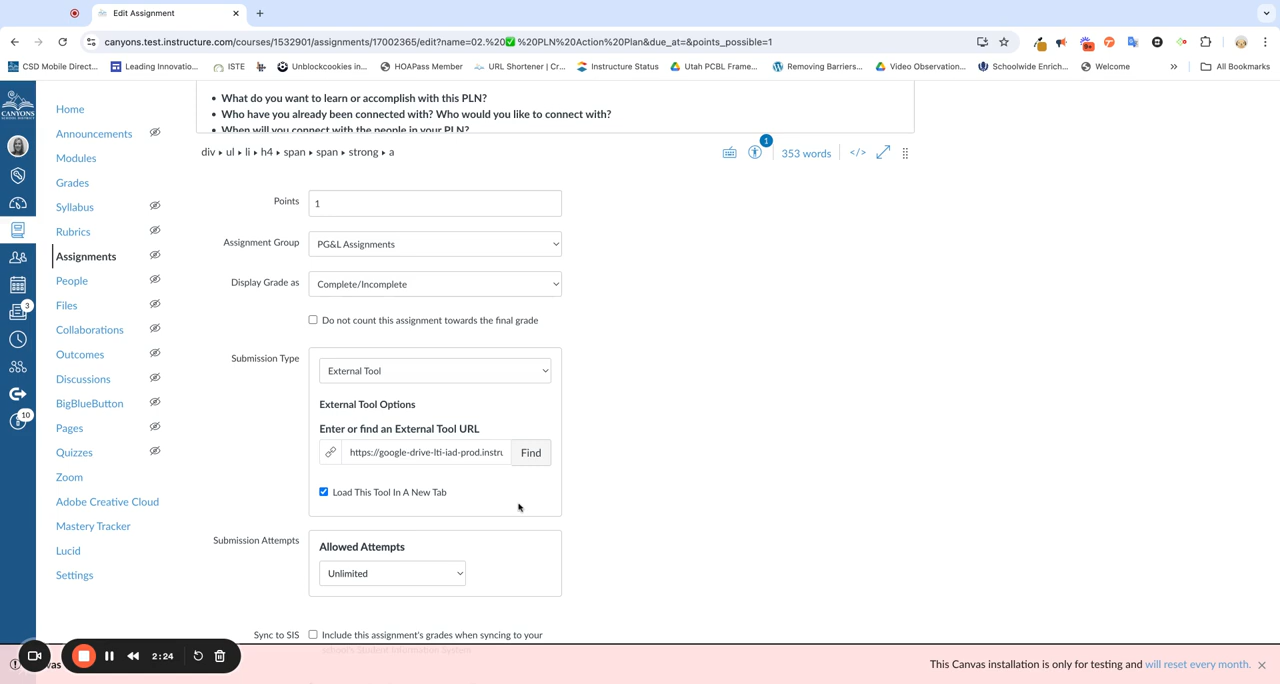 Edit Assignment
canyons.test.instructure.com/courses/1532901/assignments/17002365/edit?name=02.%20✅%20PLN%20Action%20Plan&due_at=&points_possible=1
CSD Mobile Direct... Leading Innovatio... ISTE Unblockcookies in... HOAPass Member URL Shortener | Cr... Instructure Status Utah PCBL Frame... Removing Barriers... Video Observation... Schoolwide Enrich... Welcome » All Bookmarks
CANYONS
Home
Announcements
Modules
Grades
Syllabus
Rubrics
Assignments
People
Files
Collaborations
Outcomes
Discussions
BigBlueButton
Pages
Quizzes
Zoom
Adobe Creative Cloud
Mastery Tracker
Lucid
Settings
3
10
• What do you want to learn or accomplish with this PLN?
• Who have you already been connected with? Who would you like to connect with?
• When will you connect with the people in your PLN?
div ▸ ul ▸ li ▸ h4 ▸ span ▸ span ▸ strong ▸ a
1
353 words
</>
Points 1
Assignment Group PG&L Assignments
Display Grade as Complete/Incomplete
Do not count this assignment towards the final grade
Submission Type External Tool
External Tool Options
Enter or find an External Tool URL
https://google-drive-lti-iad-prod.instru Find
Load This Tool In A New Tab
Submission Attempts Allowed Attempts
Unlimited
Sync to SIS Include this assignment's grades when syncing to your
school's Student Information System
2:24
This Canvas installation is only for testing and will reset every month.